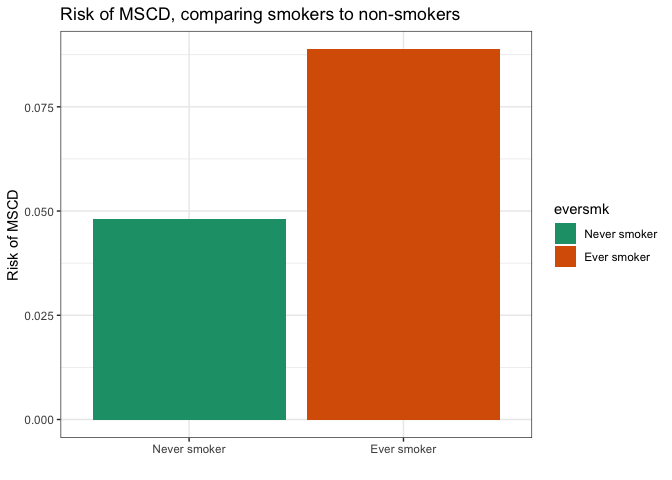 Risk of MSCD, comparing smokers to non-smokers
Risk of MSCD
0.075
0.050
0.025
0.000
Never smoker
Ever smoker
eversmk
Never smoker
Ever smoker